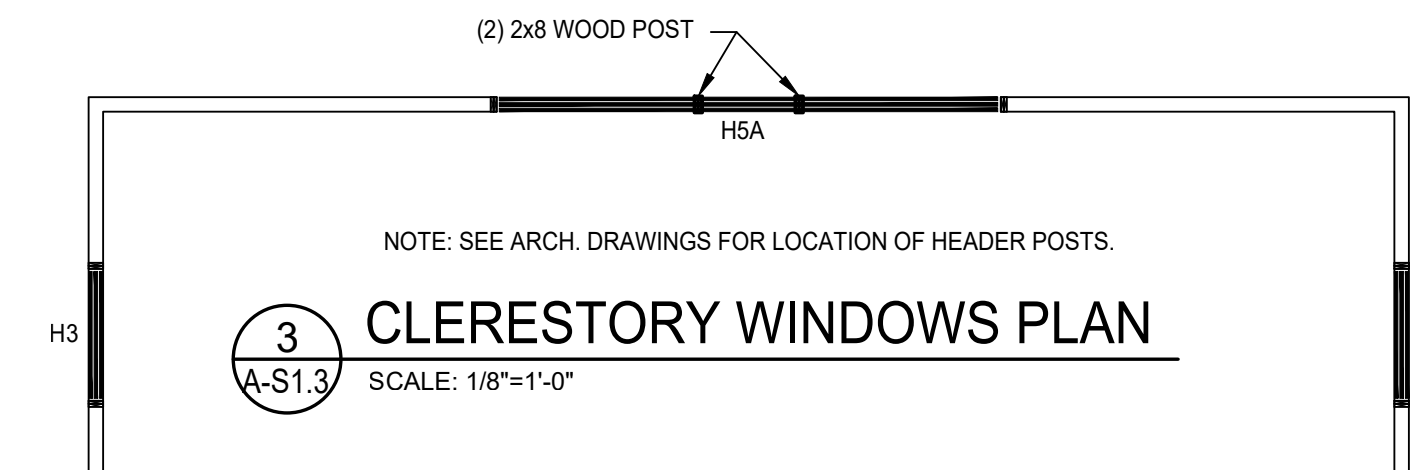 (2) 2x8 WOOD POST
H5A
NOTE: SEE ARCH. DRAWINGS FOR LOCATION OF HEADER POSTS.
H3
3
CLERESTORY WINDOWS PLAN
A-S1.3
SCALE: 1/8"=1'-0"